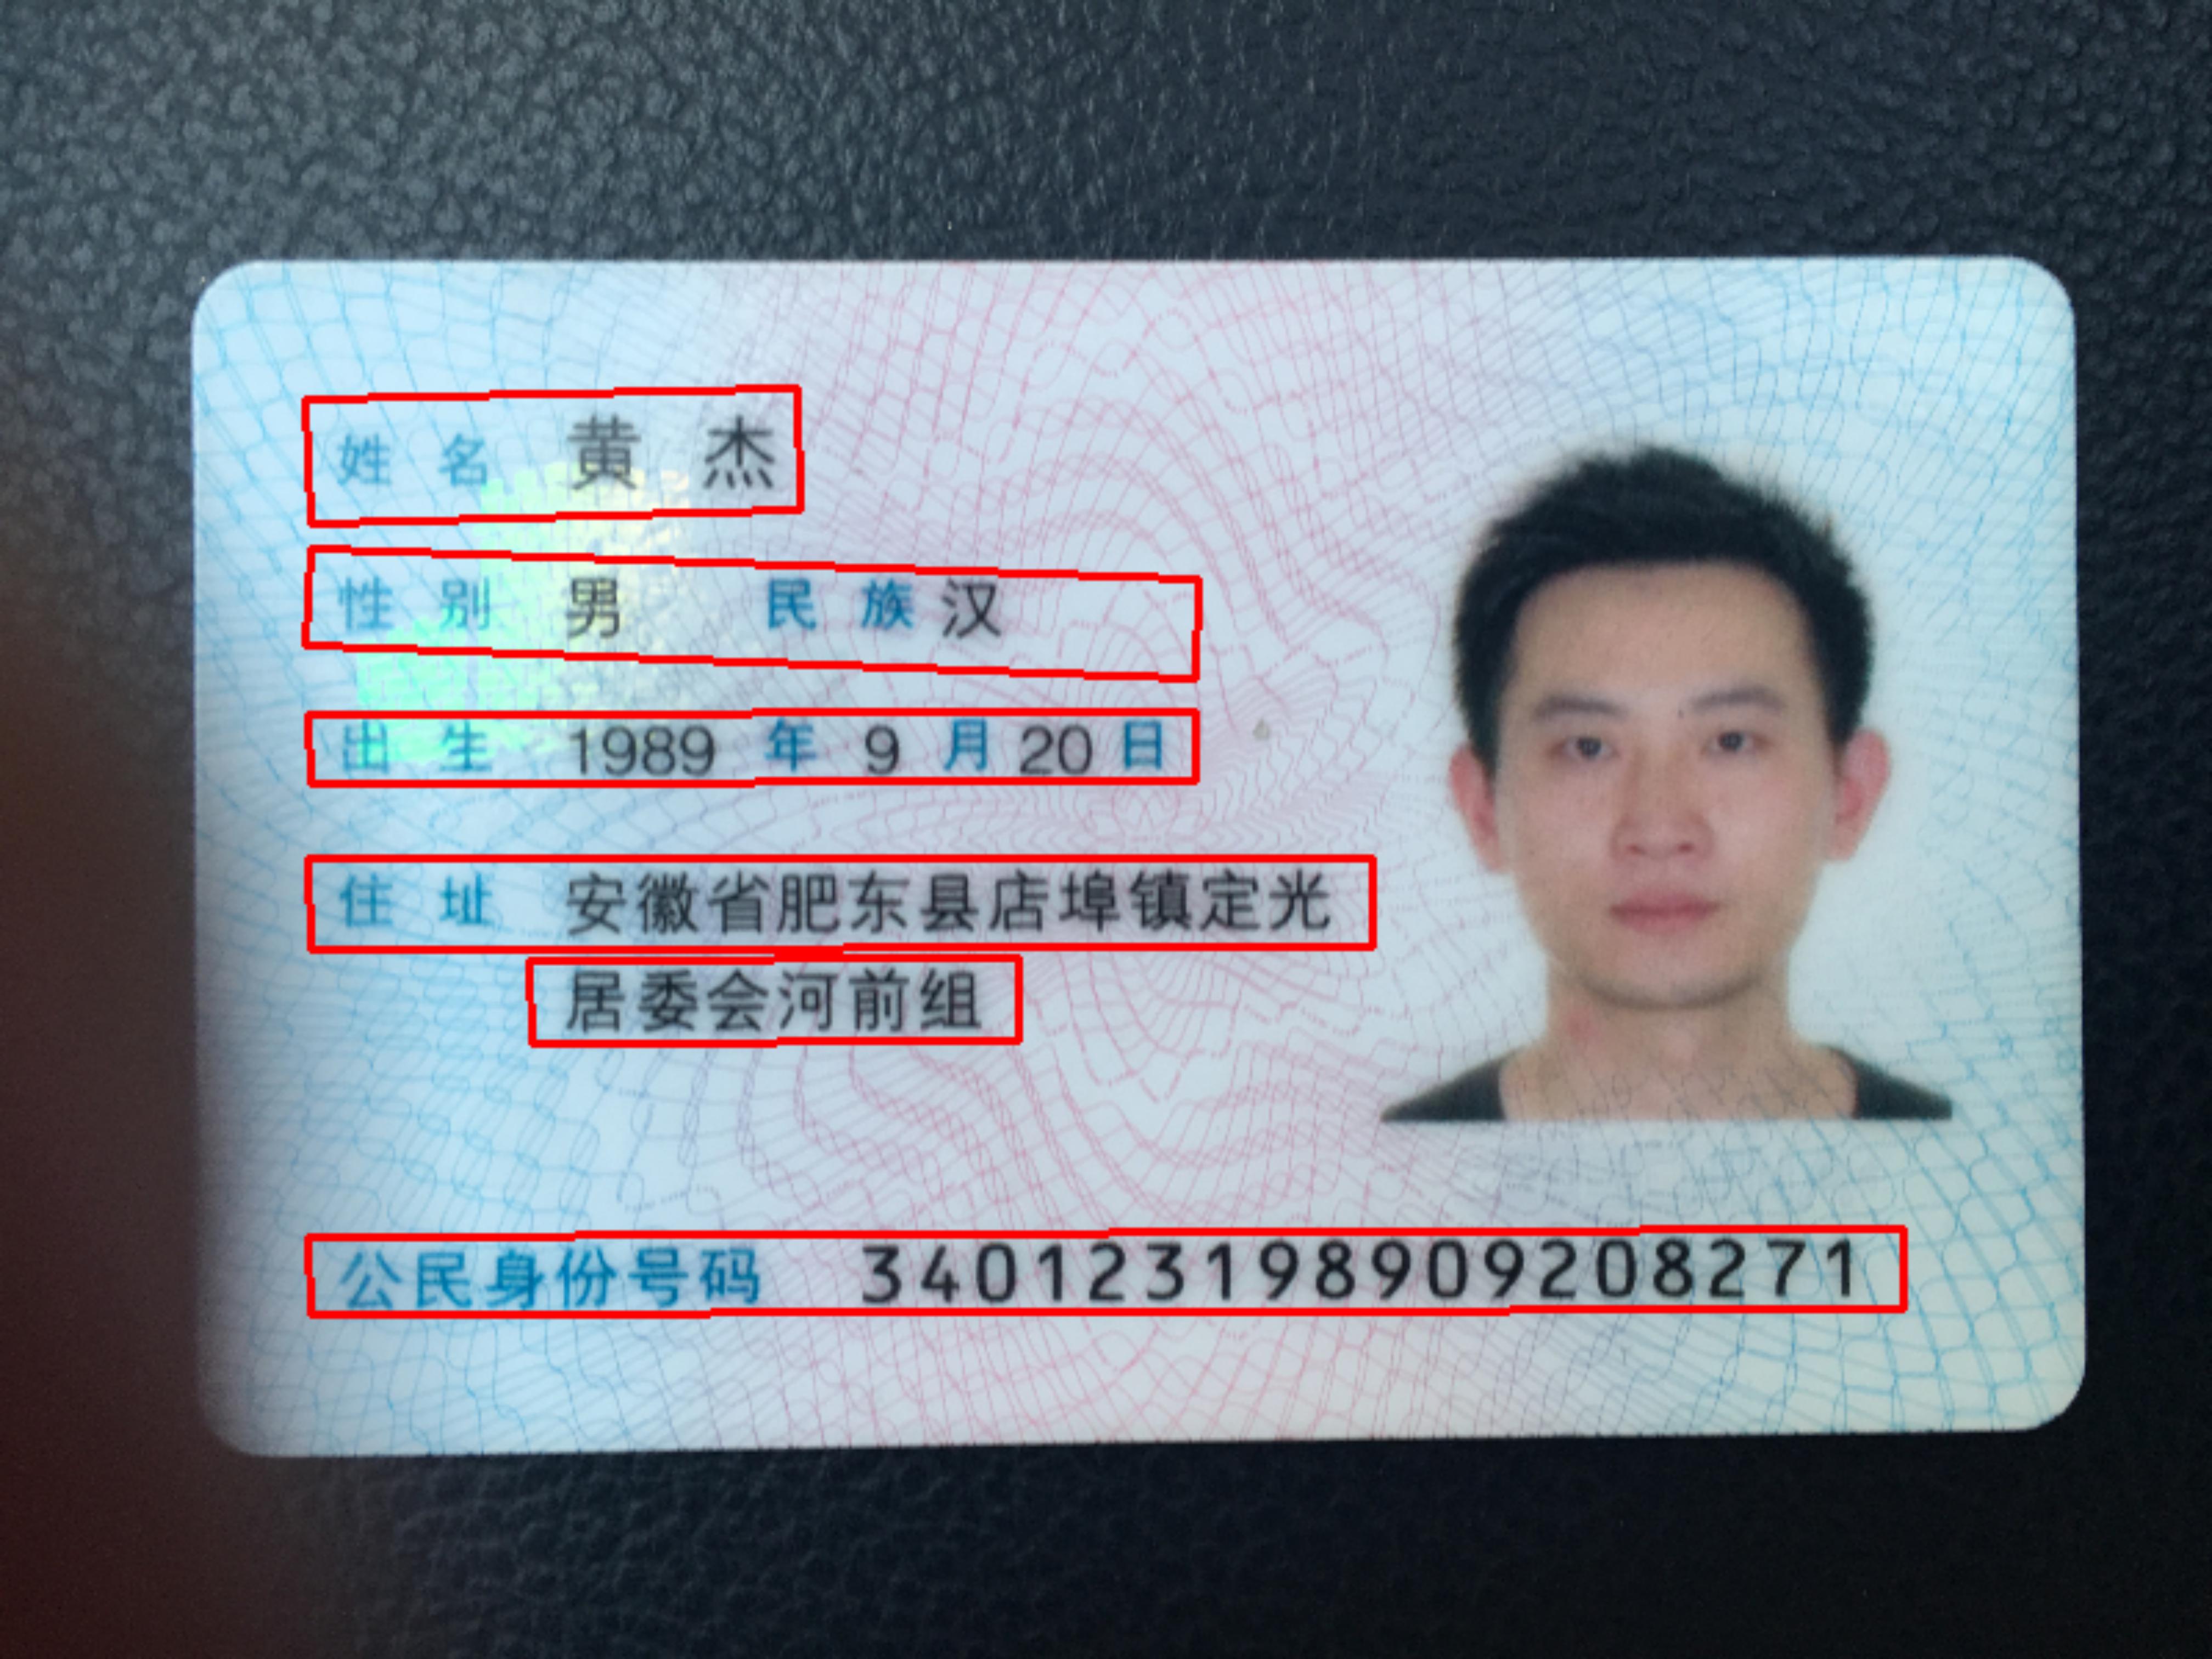 姓 名 黄 杰
性 别 男 民 族 汉
出 生 1989 年 9 月 20 日
住 址 安徽省肥东县店埠镇定光
居委会河前组
公民身份号码 340123198909208271